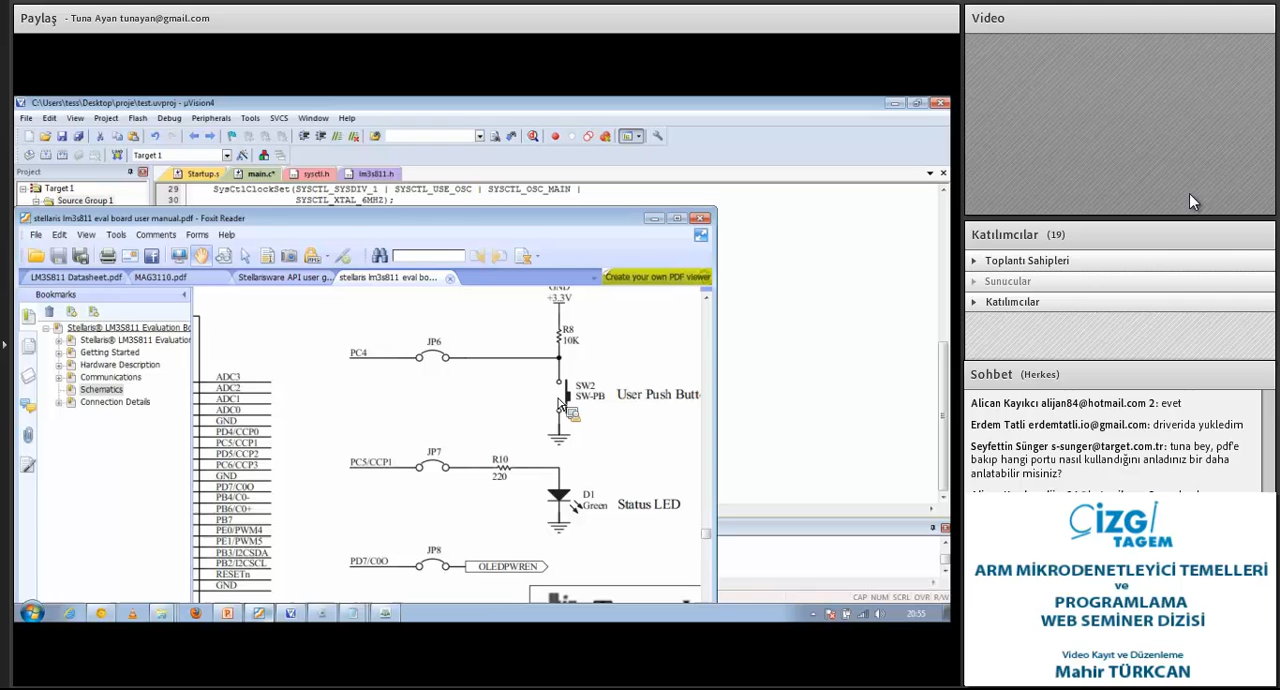 Paylaş - Tuna Ayan tunayan@gmail.com
C:\Users\tess\Desktop\proje\test.uvproj - µVision4
File Edit View Project Flash Debug Peripherals Tools SVCS Window Help
Target 1
Project
Startup.s main.c* sysctl.h lm3s811.h
Target 1
Source Group 1
29 SysCtlClockSet(SYSCTL_SYSDIV_1 | SYSCTL_USE_OSC | SYSCTL_OSC_MAIN |
30 SYSCTL_XTAL_6MHZ);
stellaris lm3s811 eval board user manual.pdf - Foxit Reader
File Edit View Tools Comments Forms Help
LM3S811 Datasheet.pdf MAG3110.pdf Stellarisware API user g... stellaris lm3s811 eval bo... Create your own PDF viewer
Bookmarks
Stellaris® LM3S811 Evaluation Bo
Stellaris® LM3S811 Evaluatio
Getting Started
Hardware Description
Communications
Schematics
Connection Details
ADC3
ADC2
ADC1
ADC0
GND
PD4/CCP0
PC5/CCP1
PD5/CCP2
PC6/CCP3
GND
PD7/C0O
PB4/C0-
PB6/C0+
PB7
PE0/PWM4
PE1/PWM5
PB3/I2CSDA
PB2/I2CSCL
RESETn
GND
GND
+3.3V
R8
10K
PC4 JP6
SW2
SW-PB
User Push Butt
PC5/CCP1 JP7
R10
220
D1
Green
Status LED
PD7/C0O JP8
OLEDPWREN
CAP NUM SCRL OVR R/W
20:55
Video
Katılımcılar (19)
Toplantı Sahipleri
Sunucular
Katılımcılar
Sohbet (Herkes)
Alican Kayıkcı alijan84@hotmail.com 2: evet
Erdem Tatli erdemtatli.io@gmail.com: driverida yukledim
Seyfettin Sünger s-sunger@target.com.tr: tuna bey, pdf'e
bakıp hangi portu nasıl kullandığını anladınız bir daha
anlatabilir misiniz?
ÇİZGİ
TAGEM
ARM MİKRODENETLEYİCİ TEMELLERİ
ve
PROGRAMLAMA
WEB SEMİNER DİZİSİ
Video Kayıt ve Düzenleme
Mahir TÜRKCAN